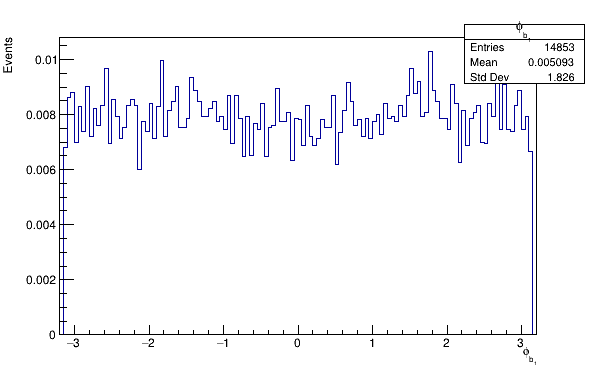 ϕ_b₁
Events
Entries 14853
Mean 0.005093
Std Dev 1.826
0.01
0.008
0.006
0.004
0.002
0
−3 −2 −1 0 1 2 3
ϕ_b₁